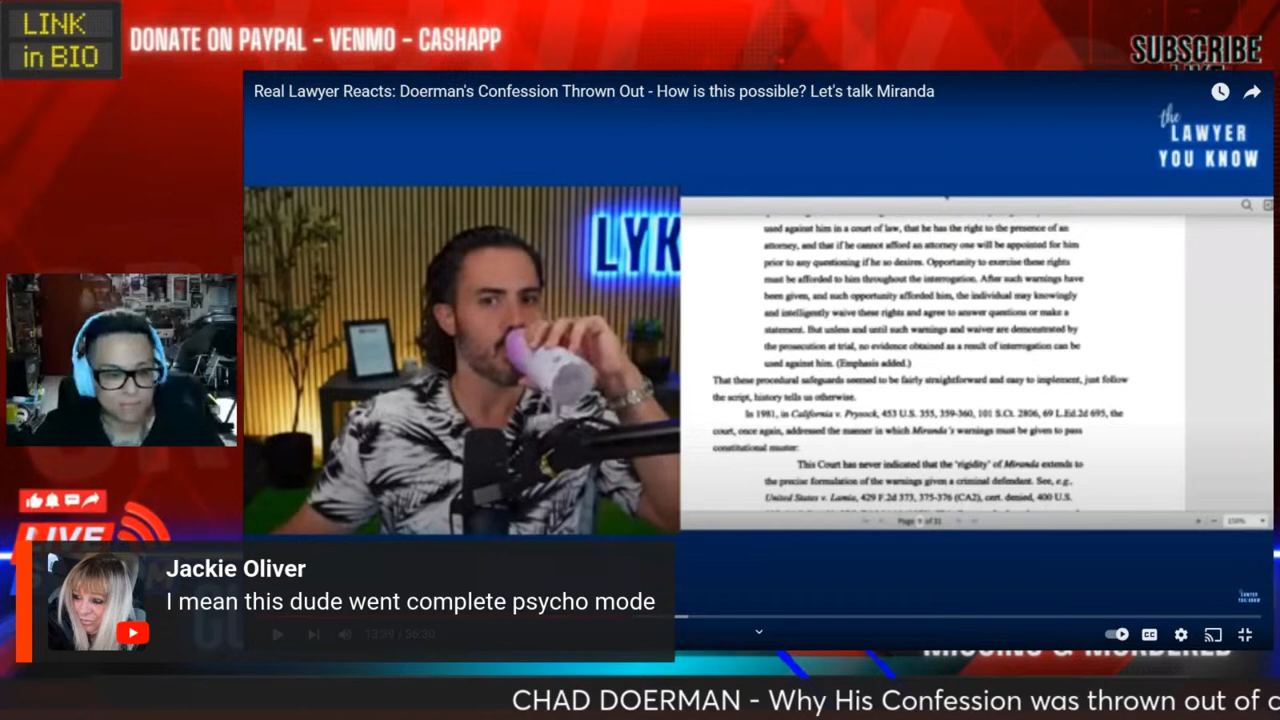 LINK
in BIO
DONATE ON PAYPAL - VENMO - CASHAPP
SUBSCRIBE
Real Lawyer Reacts: Doerman's Confession Thrown Out - How is this possible? Let's talk Miranda
the
LAWYER
YOU KNOW
LYK
used against him in a court of law, that he has the right to the presence of an
attorney, and that if he cannot afford an attorney one will be appointed for him
prior to any questioning if he so desires. Opportunity to exercise these rights
must be afforded to him throughout the interrogation. After such warnings have
been given, and such opportunity afforded him, the individual may knowingly
and intelligently waive these rights and agree to answer questions or make a
statement. But unless and until such warnings and waiver are demonstrated by
the prosecution at trial, no evidence obtained as a result of interrogation can be
used against him. (Emphasis added.)
That these procedural safeguards seemed to be fairly straightforward and easy to implement, just follow
the script, history tells us otherwise.
In 1981, in California v. Prysock, 453 U.S. 355, 359-360, 101 S.Ct. 2806, 69 L.Ed.2d 695, the
court, once again, addressed the manner in which Miranda's warnings must be given to pass
constitutional muster:
This Court has never indicated that the 'rigidity' of Miranda extends to
the precise formulation of the warnings given a criminal defendant. See, e.g.,
United States v. Lamia, 429 F.2d 373, 375-376 (CA2), cert. denied, 400 U.S.
Page 9 of 31
150%
LIVE
Jackie Oliver
I mean this dude went complete psycho mode
13:39 / 36:30
CC
the
LAWYER
YOU KNOW
MISSING & MURDERED
CHAD DOERMAN - Why His Confession was thrown out of